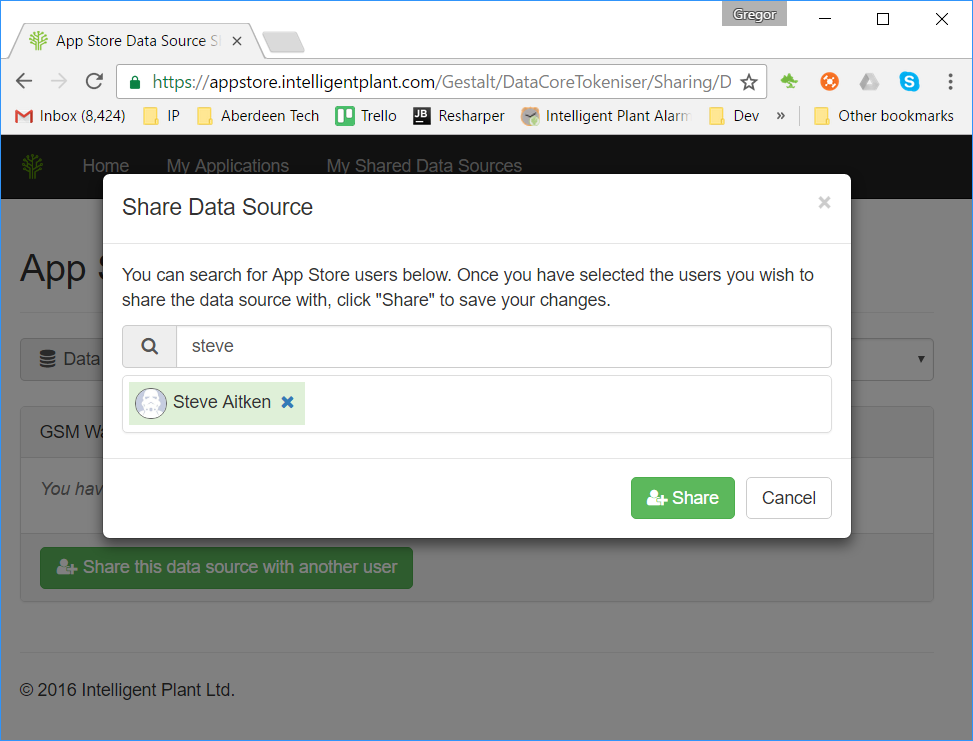 Gregor
App Store Data Source S
https://appstore.intelligentplant.com/Gestalt/DataCoreTokeniser/Sharing/D
Inbox (8,424) IP Aberdeen Tech Trello JB Resharper Intelligent Plant Alarm Dev » Other bookmarks
Home My Applications My Shared Data Sources
Share Data Source ×
App S
You can search for App Store users below. Once you have selected the users you wish to
share the data source with, click "Share" to save your changes.
steve
Data
Steve Aitken
GSM Wa
You hav
Share Cancel
Share this data source with another user
© 2016 Intelligent Plant Ltd.